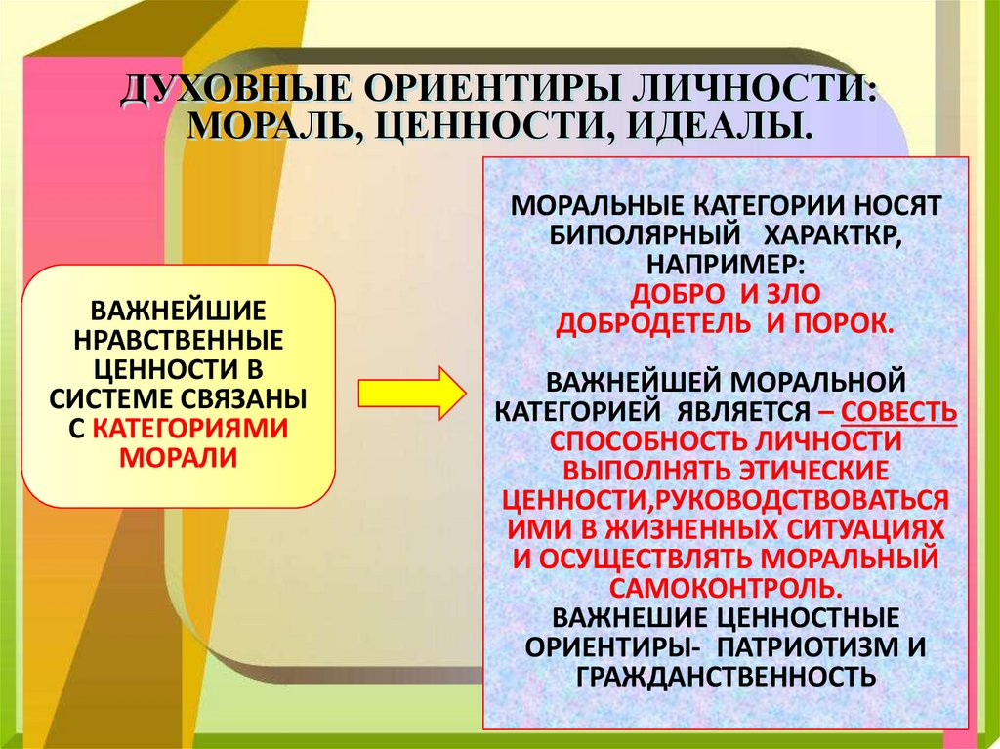 ДУХОВНЫЕ ОРИЕНТИРЫ ЛИЧНОСТИ:
МОРАЛЬ, ЦЕННОСТИ, ИДЕАЛЫ.
ВАЖНЕЙШИЕ
НРАВСТВЕННЫЕ
ЦЕННОСТИ В
СИСТЕМЕ СВЯЗАНЫ
С КАТЕГОРИЯМИ
МОРАЛИ
МОРАЛЬНЫЕ КАТЕГОРИИ НОСЯТ
БИПОЛЯРНЫЙ ХАРАКТКР,
НАПРИМЕР:
ДОБРО И ЗЛО
ДОБРОДЕТЕЛЬ И ПОРОК.
ВАЖНЕЙШЕЙ МОРАЛЬНОЙ
КАТЕГОРИЕЙ ЯВЛЯЕТСЯ – СОВЕСТЬ
СПОСОБНОСТЬ ЛИЧНОСТИ
ВЫПОЛНЯТЬ ЭТИЧЕСКИЕ
ЦЕННОСТИ,РУКОВОДСТВОВАТЬСЯ
ИМИ В ЖИЗНЕННЫХ СИТУАЦИЯХ
И ОСУЩЕСТВЛЯТЬ МОРАЛЬНЫЙ
САМОКОНТРОЛЬ.
ВАЖНЕШИЕ ЦЕННОСТНЫЕ
ОРИЕНТИРЫ- ПАТРИОТИЗМ И
ГРАЖДАНСТВЕННОСТЬ